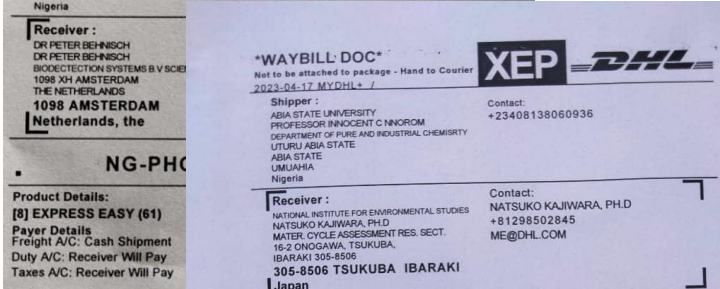 Nigeria
Receiver :
DR PETER BEHNISCH
DR PETER BEHNISCH
BIODECTECTION SYSTEMS B.V SCIE
1098 XH AMSTERDAM
THE NETHERLANDS
1098 AMSTERDAM
Netherlands, the
NG-PHC
Product Details:
[8] EXPRESS EASY (61)
Payer Details
Freight A/C: Cash Shipment
Duty A/C: Receiver Will Pay
Taxes A/C: Receiver Will Pay
*WAYBILL DOC*
Not to be attached to package - Hand to Courier
2023-04-17 MYDHL+ /
XEP
DHL
Shipper :
ABIA STATE UNIVERSITY
PROFESSOR INNOCENT C NNOROM
DEPARTMENT OF PURE AND INDUSTRIAL CHEMISRTY
UTURU ABIA STATE
ABIA STATE
UMUAHIA
Nigeria
Contact:
+23408138060936
Receiver :
NATIONAL INSTITUTE FOR ENVIRONMENTAL STUDIES
NATSUKO KAJIWARA, PH.D
MATER. CYCLE ASSESSMENT RES. SECT.
16-2 ONOGAWA, TSUKUBA,
IBARAKI 305-8506
305-8506 TSUKUBA IBARAKI
Japan
Contact:
NATSUKO KAJIWARA, PH.D
+81298502845
ME@DHL.COM